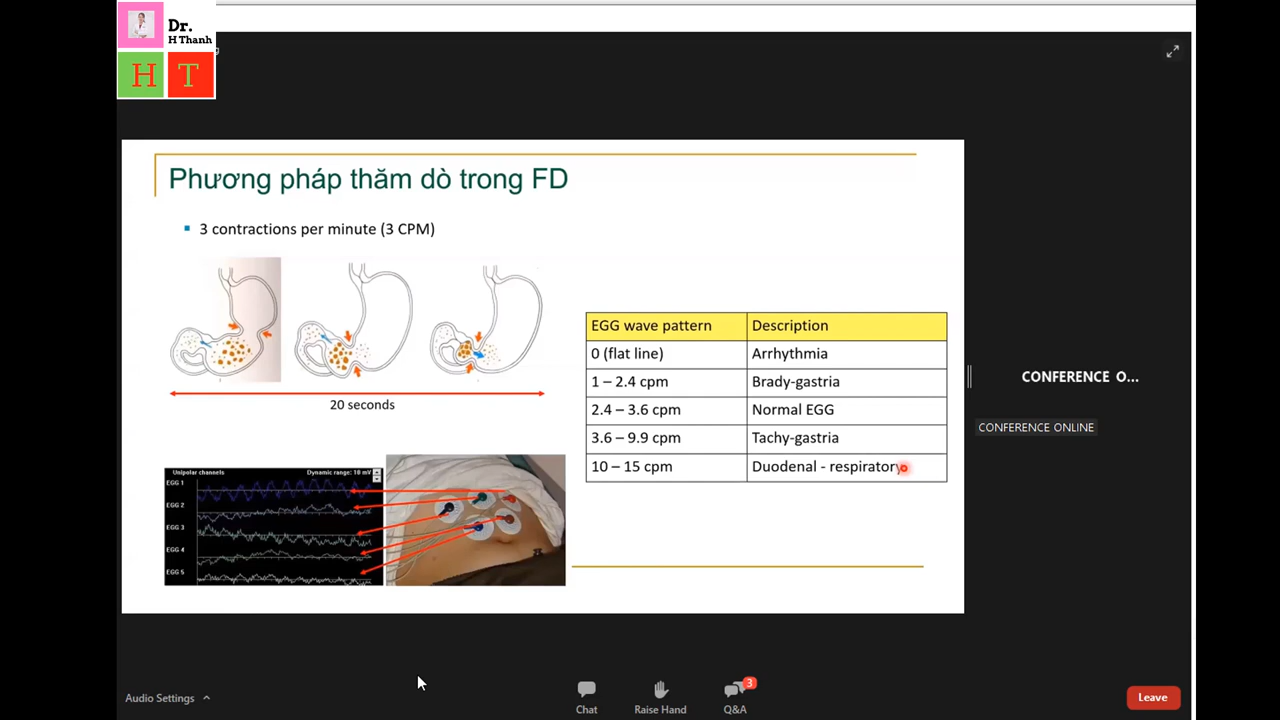 Dr.
H Thanh
H T
Phương pháp thăm dò trong FD
3 contractions per minute (3 CPM)
20 seconds
EGG wave pattern Description
0 (flat line) Arrhythmia
1 – 2.4 cpm Brady-gastria
2.4 – 3.6 cpm Normal EGG
3.6 – 9.9 cpm Tachy-gastria
10 – 15 cpm Duodenal - respiratory
Unipolar channels Dynamic range: 10 mV
EGG 1
EGG 2
EGG 3
EGG 4
EGG 5
CONFERENCE O...
CONFERENCE ONLINE
Audio Settings
Chat
Raise Hand
3
Q&A
Leave